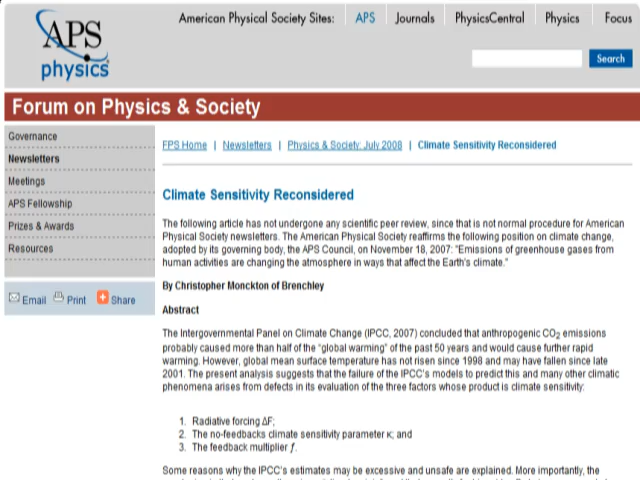 American Physical Society Sites: APS Journals PhysicsCentral Physics Focus
APS
physics
Search
Forum on Physics & Society
Governance
Newsletters
Meetings
APS Fellowship
Prizes & Awards
Resources
Email Print Share
FPS Home | Newsletters | Physics & Society: July 2008 | Climate Sensitivity Reconsidered
Climate Sensitivity Reconsidered
The following article has not undergone any scientific peer review, since that is not normal procedure for American
Physical Society newsletters. The American Physical Society reaffirms the following position on climate change,
adopted by its governing body, the APS Council, on November 18, 2007: "Emissions of greenhouse gases from
human activities are changing the atmosphere in ways that affect the Earth's climate."
By Christopher Monckton of Brenchley
Abstract
The Intergovernmental Panel on Climate Change (IPCC, 2007) concluded that anthropogenic CO2 emissions
probably caused more than half of the "global warming" of the past 50 years and would cause further rapid
warming. However, global mean surface temperature has not risen since 1998 and may have fallen since late
2001. The present analysis suggests that the failure of the IPCC's models to predict this and many other climatic
phenomena arises from defects in its evaluation of the three factors whose product is climate sensitivity:
1. Radiative forcing ΔF;
2. The no-feedbacks climate sensitivity parameter κ; and
3. The feedback multiplier ƒ.
Some reasons why the IPCC's estimates may be excessive and unsafe are explained. More importantly, the